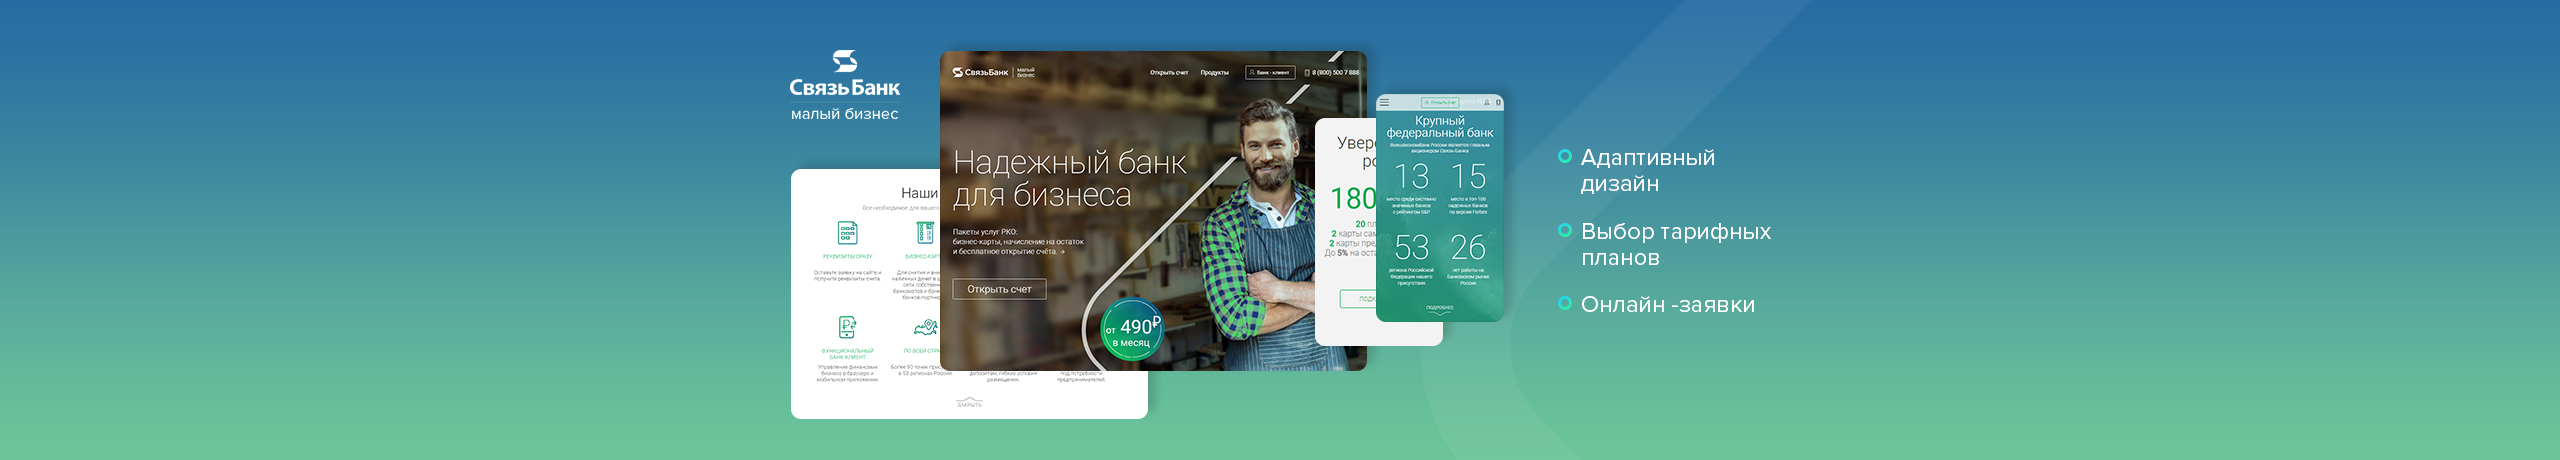 СвязьБанк
малый бизнес
Наши
Все необходимое для вашего
РЕКВИЗИТЫ СРАЗУ
Оставьте заявку на сайте и
получите реквизиты счета.
БИЗНЕС-КАРТ
Для снятия и вне
наличных денег в
сети собствен
банкоматов и бан
банков-партне
ФУНКЦИОНАЛЬНЫЙ
БАНК КЛИЕНТ
Управление финансами
бизнеса в браузере и
мобильном приложении.
ПО ВСЕЙ СТРА
Более 90 точек прис
в 53 регионах России.
депозитам, гибкие условия
размещения.
под потребности
предпринимателей.
ЗАКРЫТЬ
СвязьБанк
малый
бизнес
Открыть счет
Продукты
Банк - клиент
8 (800) 500 7 888
Надежный банк
для бизнеса
Пакеты услуг РКО:
бизнес-карты, начисление на остаток
и бесплатное открытие счёта. →
Открыть счет
от 490₽
в месяц
Увер
ро
180
20 пл
2 карты сам
2 карты пре
До 5% на оста
ПОДК
Открыть счет
Крупный
федеральный банк
Внешэкономбанк России является главным
акционером Связь-Банка
13
место среди системно
значимых банков
с рейтингом S&P
15
место в топ-100
надежных банков
по версии Forbes
53
региона Российской
Федерации нашего
присутствия
26
лет работы на
Банковском рынке
России
ПОДРОБНЕЕ
Адаптивный
дизайн
Выбор тарифных
планов
Онлайн -заявки